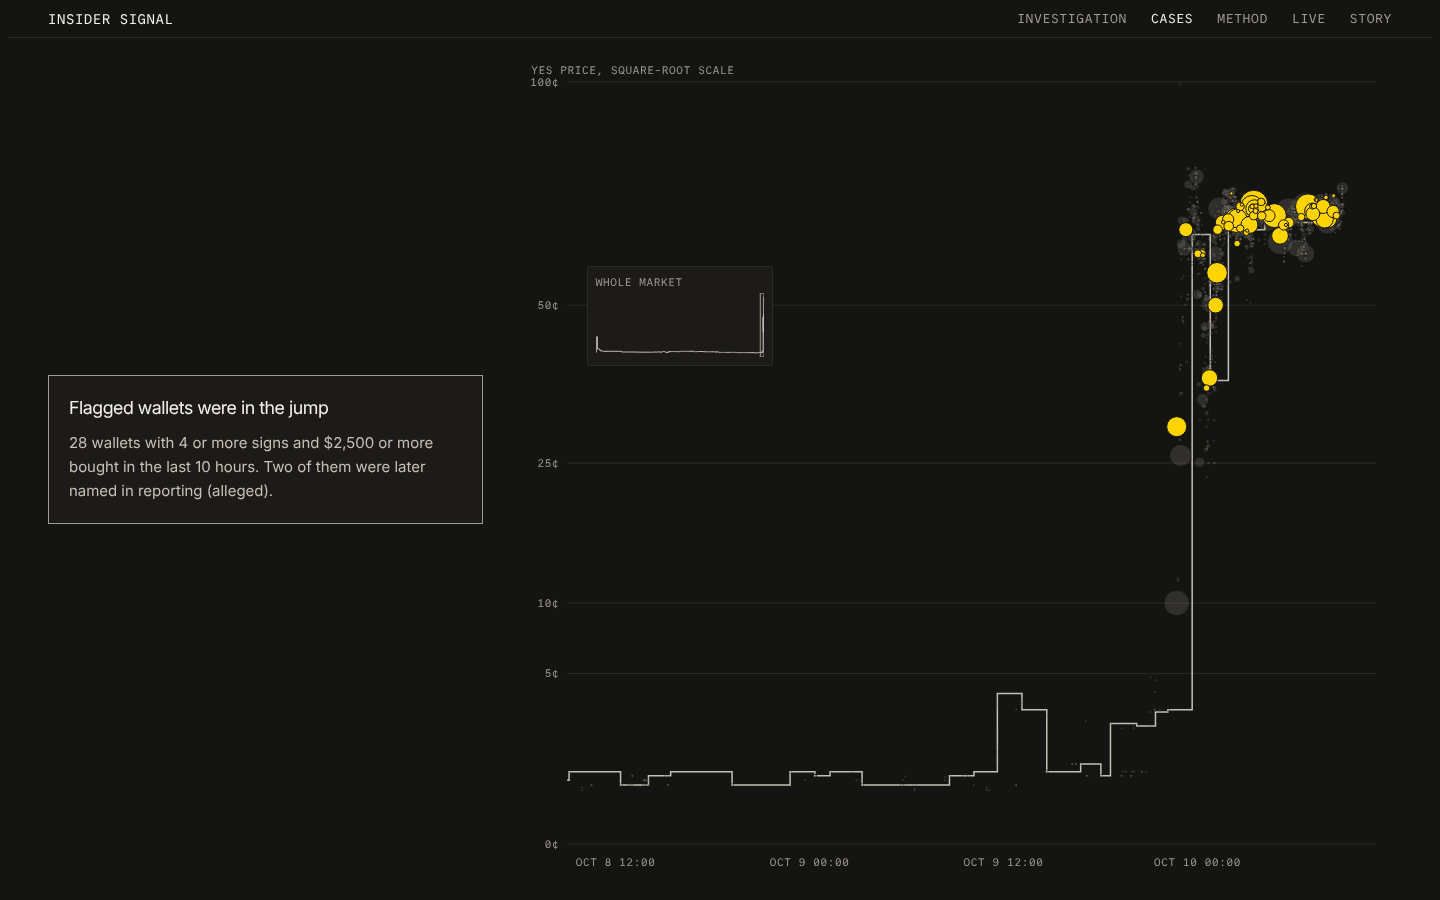 INSIDER SIGNAL
INVESTIGATION CASES METHOD LIVE STORY
YES PRICE, SQUARE-ROOT SCALE
100¢
WHOLE MARKET
50¢
Flagged wallets were in the jump
28 wallets with 4 or more signs and $2,500 or more
bought in the last 10 hours. Two of them were later
named in reporting (alleged).
25¢
10¢
5¢
0¢
OCT 8 12:00 OCT 9 00:00 OCT 9 12:00 OCT 10 00:00